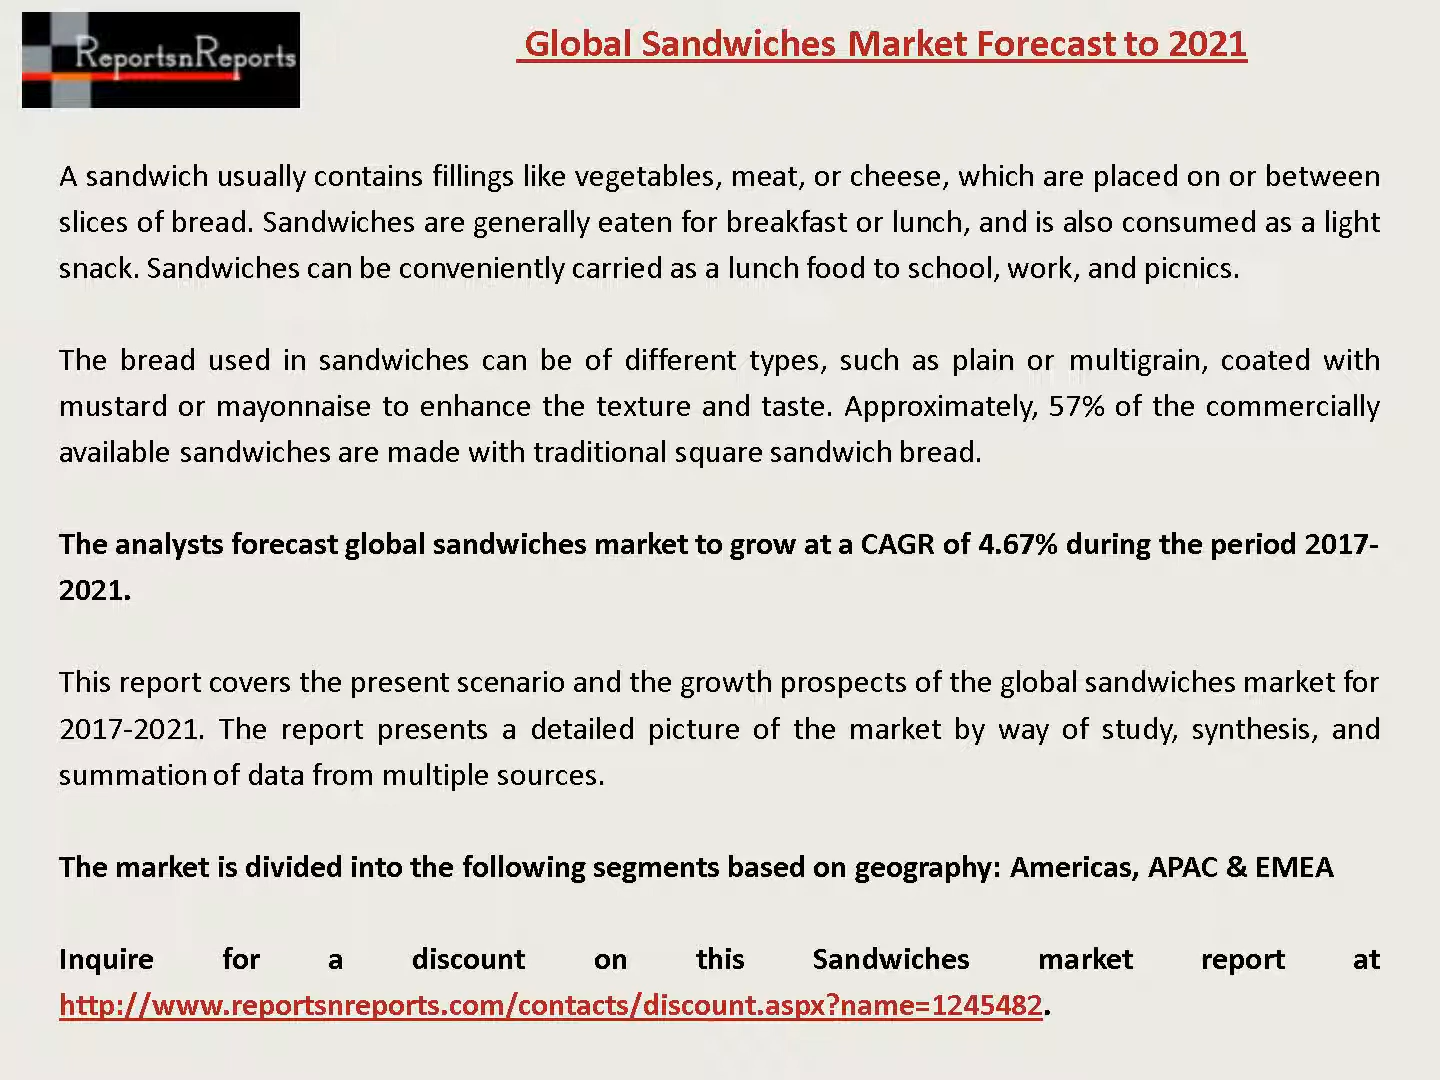 ReportsnReports
Global Sandwiches Market Forecast to 2021
A sandwich usually contains fillings like vegetables, meat, or cheese, which are placed on or between
slices of bread. Sandwiches are generally eaten for breakfast or lunch, and is also consumed as a light
snack. Sandwiches can be conveniently carried as a lunch food to school, work, and picnics.
The bread used in sandwiches can be of different types, such as plain or multigrain, coated with
mustard or mayonnaise to enhance the texture and taste. Approximately, 57% of the commercially
available sandwiches are made with traditional square sandwich bread.
The analysts forecast global sandwiches market to grow at a CAGR of 4.67% during the period 2017-
2021.
This report covers the present scenario and the growth prospects of the global sandwiches market for
2017-2021. The report presents a detailed picture of the market by way of study, synthesis, and
summation of data from multiple sources.
The market is divided into the following segments based on geography: Americas, APAC & EMEA
Inquire for a discount on this Sandwiches market report at
http://www.reportsnreports.com/contacts/discount.aspx?name=1245482.